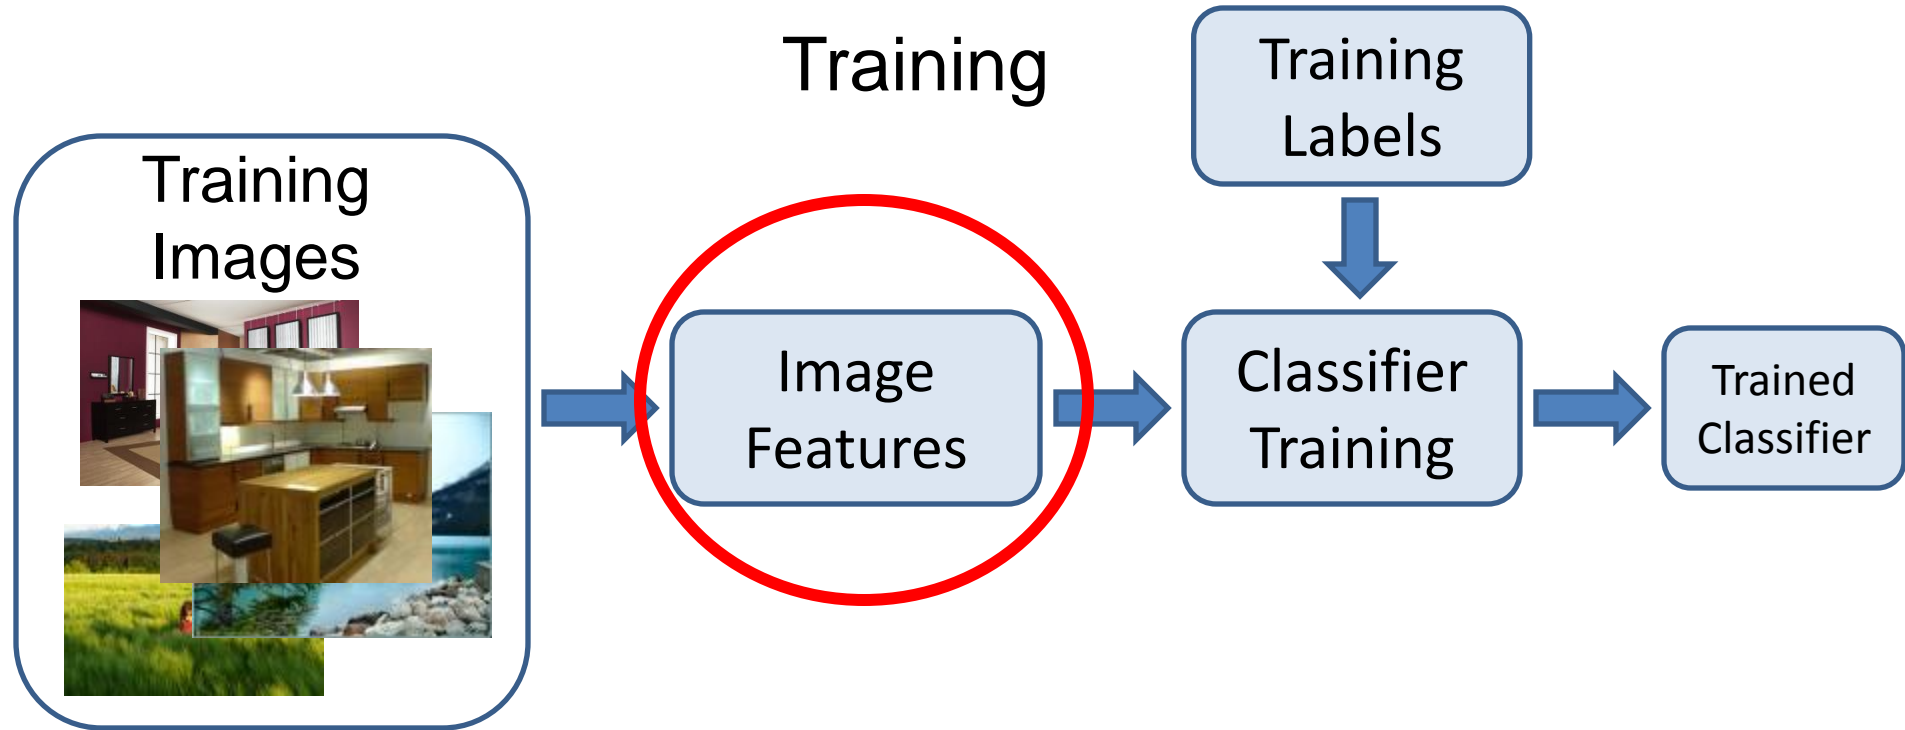 Training
Training
Labels
Training
Images
Image
Features
Classifier
Training
Trained
Classifier